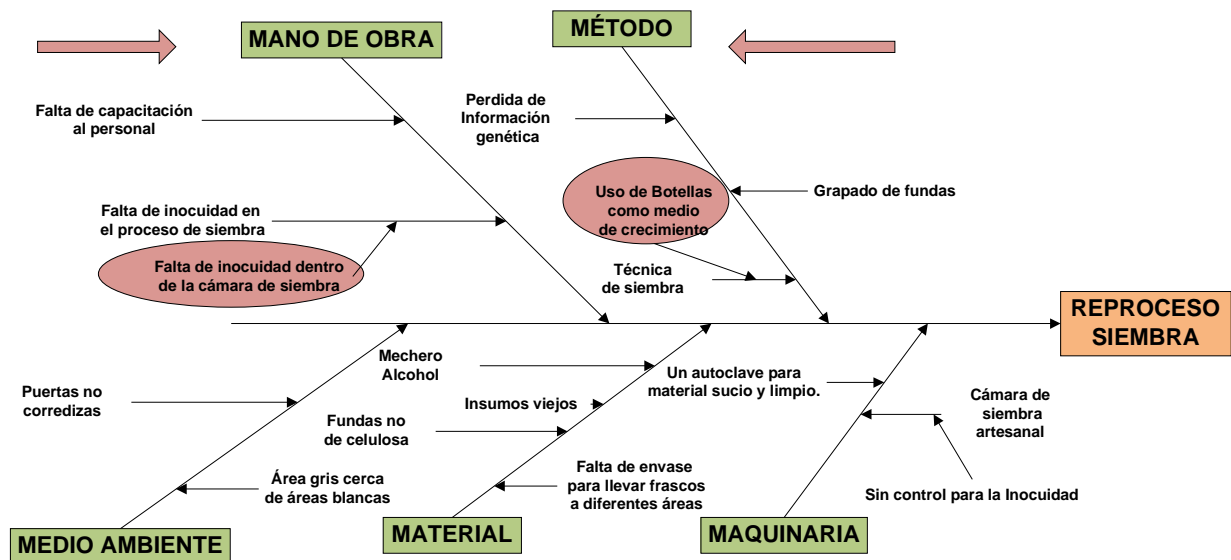 MANO DE OBRA
MÉTODO
Falta de capacitación
al personal
Perdida de
Información
genética
Falta de inocuidad en
el proceso de siembra
Uso de Botellas
como medio
de crecimiento
Grapado de fundas
Falta de inocuidad dentro
de la cámara de siembra
Técnica
de siembra
REPROCESO
SIEMBRA
Mechero
Alcohol
Puertas no
corredizas
Un autoclave para
material sucio y limpio.
Insumos viejos
Cámara de
siembra
artesanal
Fundas no
de celulosa
Área gris cerca
de áreas blancas
Falta de envase
para llevar frascos
a diferentes áreas
Sin control para la Inocuidad
MEDIO AMBIENTE
MATERIAL
MAQUINARIA